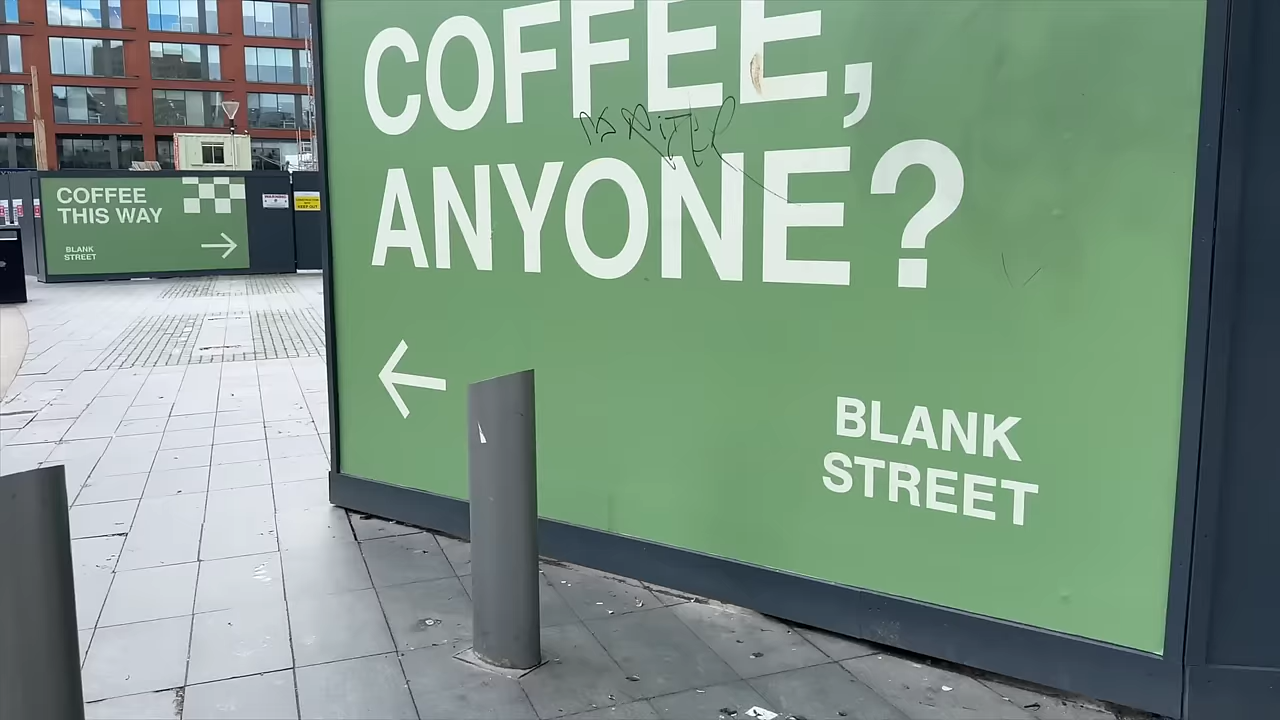 COFFEE,
ANYONE?
BLANK
STREET
COFFEE
THIS WAY
BLANK
STREET